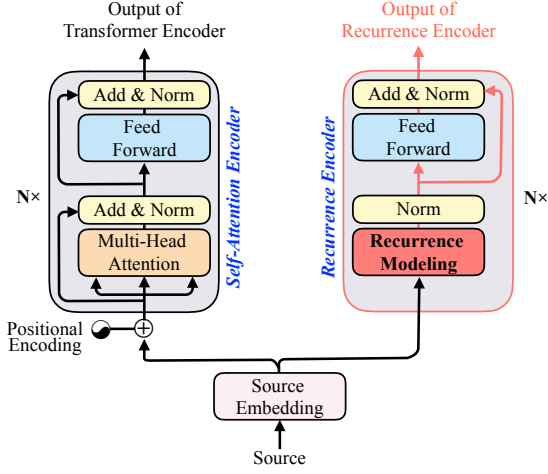 Output of
Transformer Encoder
Add & Norm
Feed
Forward
N×
Add & Norm
Multi-Head
Attention
Self-Attention Encoder
Positional
Encoding
Output of
Recurrence Encoder
Add & Norm
Feed
Forward
Recurrence Encoder
Norm
N×
Recurrence
Modeling
Source
Embedding
Source